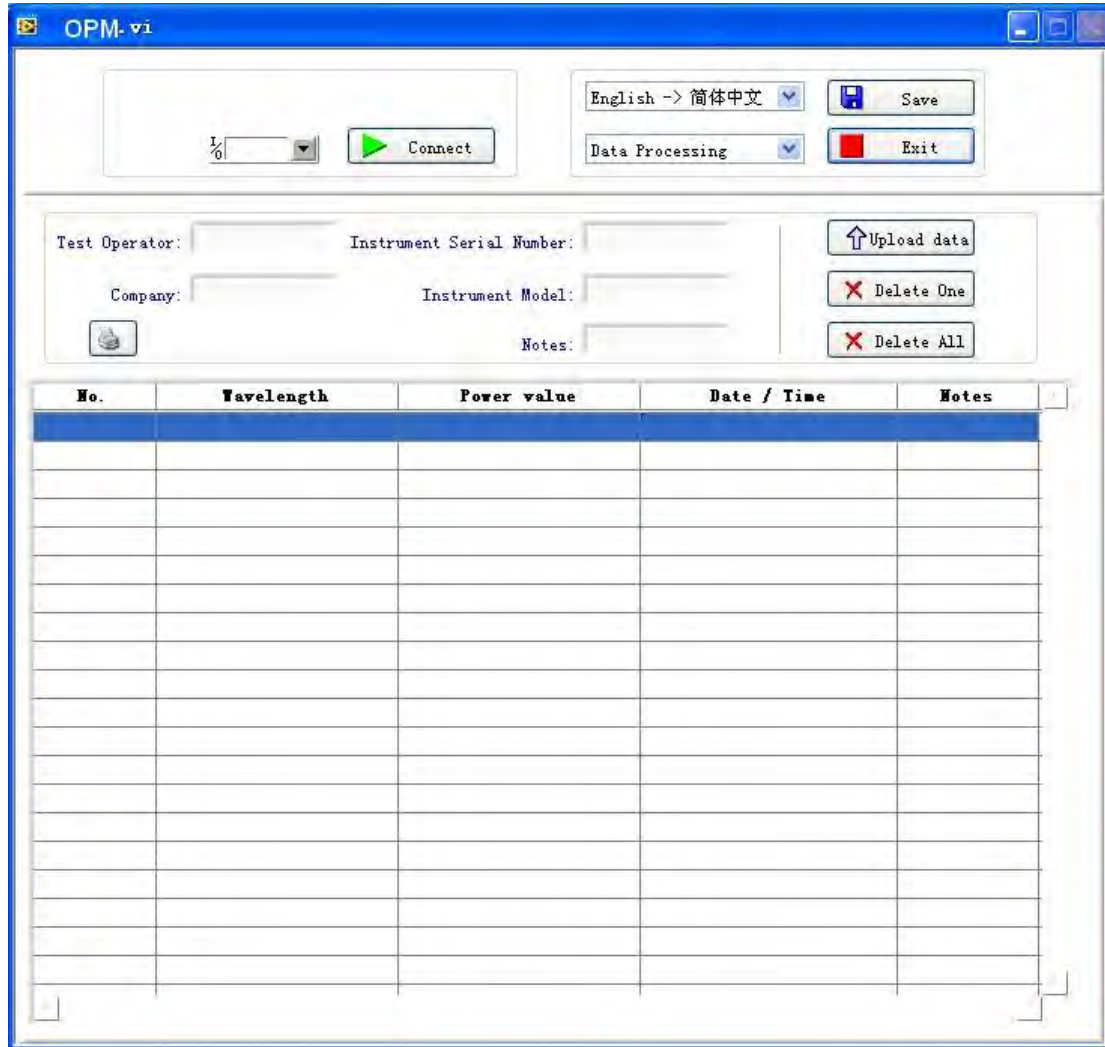 OPM-vi
English -> 简体中文
Save
I/O
Connect
Data Processing
Exit
Test Operator:
Instrument Serial Number:
Upload data
Company:
Instrument Model:
Delete One
Notes:
Delete All
No. Wavelength Power value Date / Time Notes